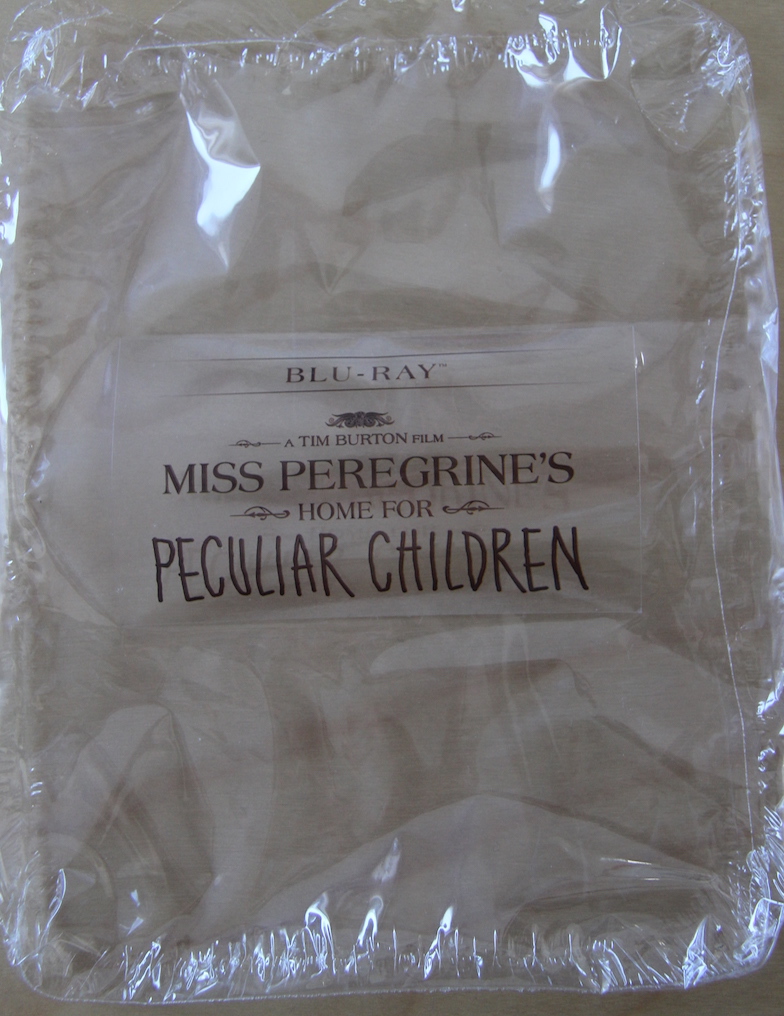 BLU-RAY™
A TIM BURTON FILM
MISS PEREGRINE'S
HOME FOR
PECULIAR CHILDREN